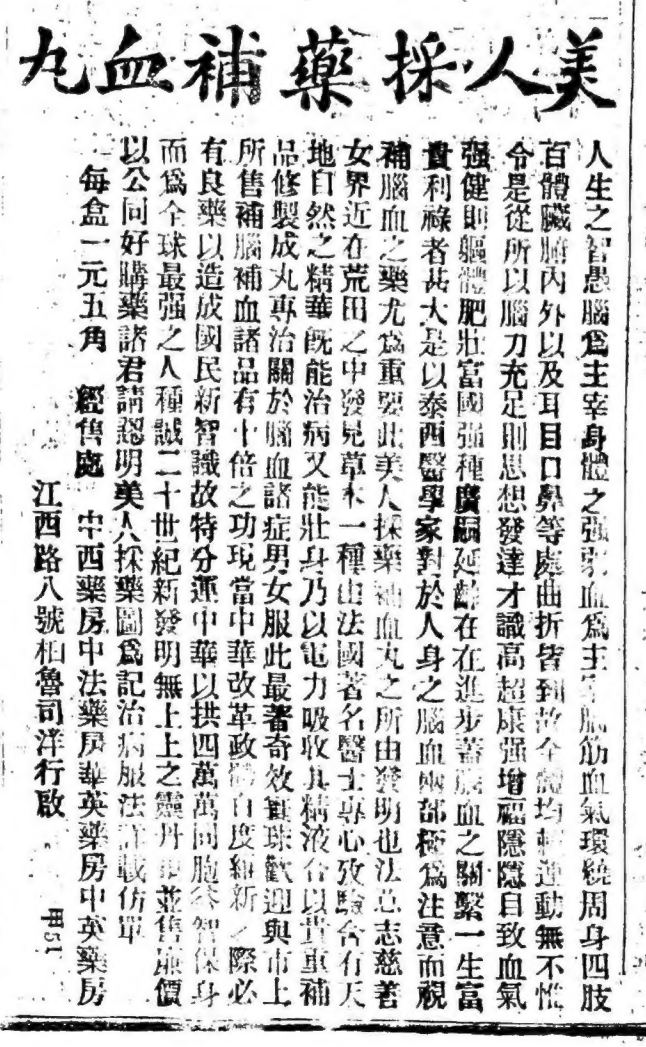 美人採藥補血丸
人生之智愚腦爲主宰身體之强弱血爲主宰腦筋血氣環繞周身四肢
百體臟腑內外以及耳目口鼻等處曲折皆到故全體均轉運動無不惟
令是從所以腦力充足則思想發達才識高超康强增福隱隱自致血氣
强健則軀體肥壯富國强種廣嗣延齡在在進步蓋腦血之關繫一生富
貴利祿者甚大是以泰西醫學家對於人身之腦血兩部極爲注意而視
補腦血之藥尤爲重要此美人採藥補血丸之所由發明也法 志慈善
女界近在荒田之中發見草木一種由法國著名醫士專心攷驗含有天
地自然之精華旣能治病又能壯身乃以電力吸收其精液合以貴重補
品修製成丸專治關於腦血諸症男女服此最著奇效寰球歡迎與市上
所售補腦補血諸品有十倍之功現當中華改革政 百度維新之際必
有良藥以造成國民新智識故特分運中華以拱四萬萬同胞 智保身
而爲全球最强之人種誠二十世紀新發明無上上之靈丹 並售廉價
以公同好購藥諸君請認明美人採藥圖爲記治病服法詳載仿單
每盒一元五角 經售處 中西藥房中法藥房華英藥房中英藥房
江西路八號柏魯司洋行啟 甲51